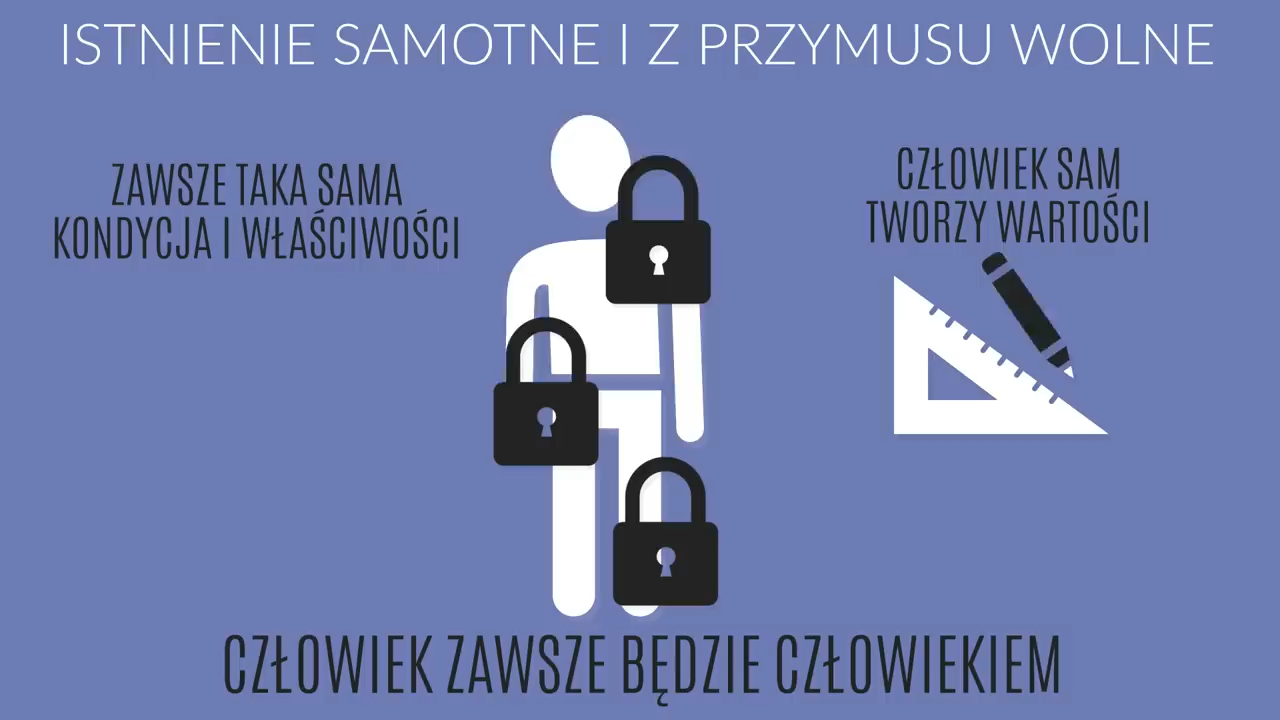 ISTNIENIE SAMOTNE I Z PRZYMUSU WOLNE
ZAWSZE TAKA SAMA
KONDYCJA I WŁAŚCIWOŚCI
CZŁOWIEK SAM
TWORZY WARTOŚCI
CZŁOWIEK ZAWSZE BĘDZIE CZŁOWIEKIEM